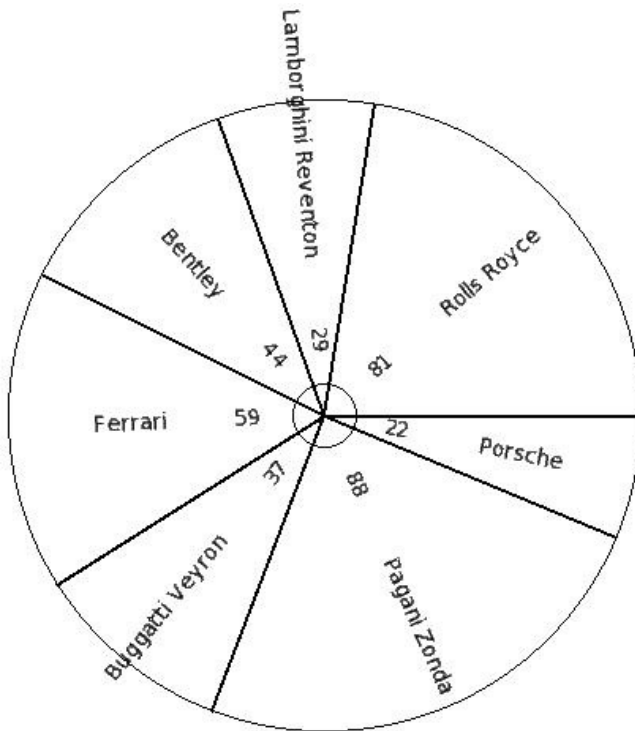 Lamborghini Reventon
29
Rolls Royce
81
Bentley
44
Ferrari
59
22
Porsche
37
Buggatti Veyron
88
Pagani Zonda